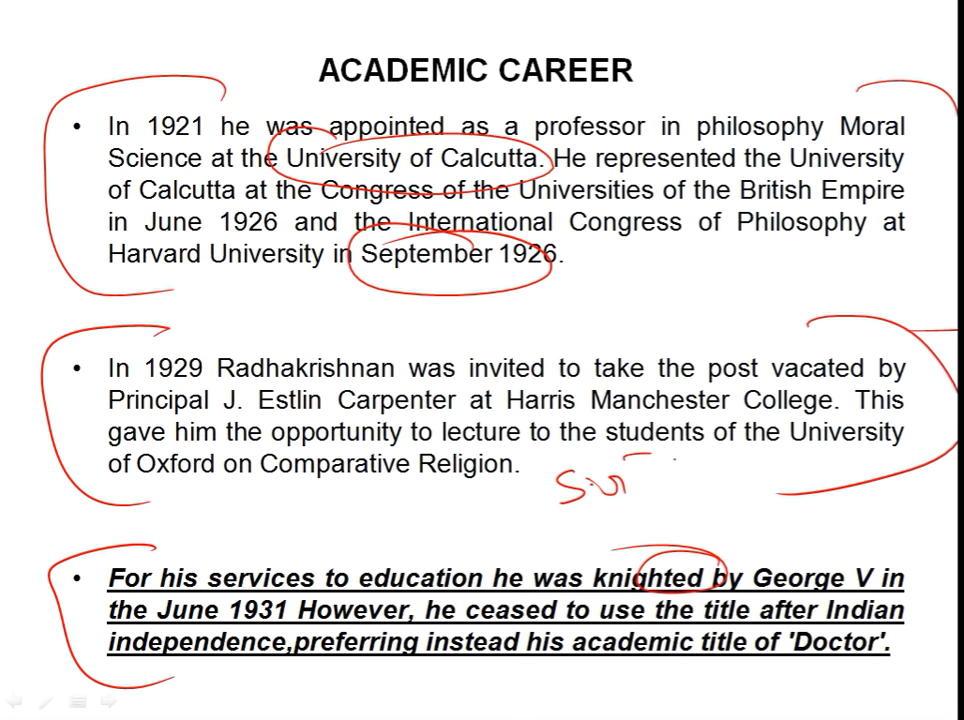 ACADEMIC CAREER
• In 1921 he was appointed as a professor in philosophy Moral
Science at the University of Calcutta. He represented the University
of Calcutta at the Congress of the Universities of the British Empire
in June 1926 and the International Congress of Philosophy at
Harvard University in September 1926.
• In 1929 Radhakrishnan was invited to take the post vacated by
Principal J. Estlin Carpenter at Harris Manchester College. This
gave him the opportunity to lecture to the students of the University
of Oxford on Comparative Religion.
• For his services to education he was knighted by George V in
the June 1931 However, he ceased to use the title after Indian
independence,preferring instead his academic title of 'Doctor'.